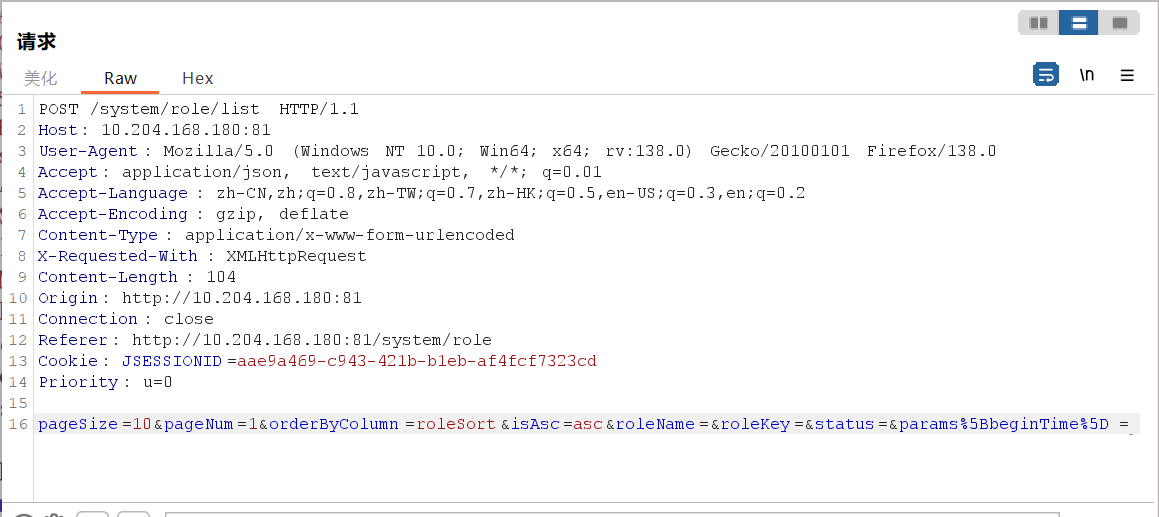 请求
美化 Raw Hex \n
1 POST /system/role/list HTTP/1.1
2 Host: 10.204.168.180:81
3 User-Agent: Mozilla/5.0 (Windows NT 10.0; Win64; x64; rv:138.0) Gecko/20100101 Firefox/138.0
4 Accept: application/json, text/javascript, */*; q=0.01
5 Accept-Language: zh-CN,zh;q=0.8,zh-TW;q=0.7,zh-HK;q=0.5,en-US;q=0.3,en;q=0.2
6 Accept-Encoding: gzip, deflate
7 Content-Type: application/x-www-form-urlencoded
8 X-Requested-With: XMLHttpRequest
9 Content-Length: 104
10 Origin: http://10.204.168.180:81
11 Connection: close
12 Referer: http://10.204.168.180:81/system/role
13 Cookie: JSESSIONID=aae9a469-c943-421b-b1eb-af4fcf7323cd
14 Priority: u=0
15
16 pageSize=10&pageNum=1&orderByColumn=roleSort&isAsc=asc&roleName=&roleKey=&status=&params%5BbeginTime%5D=